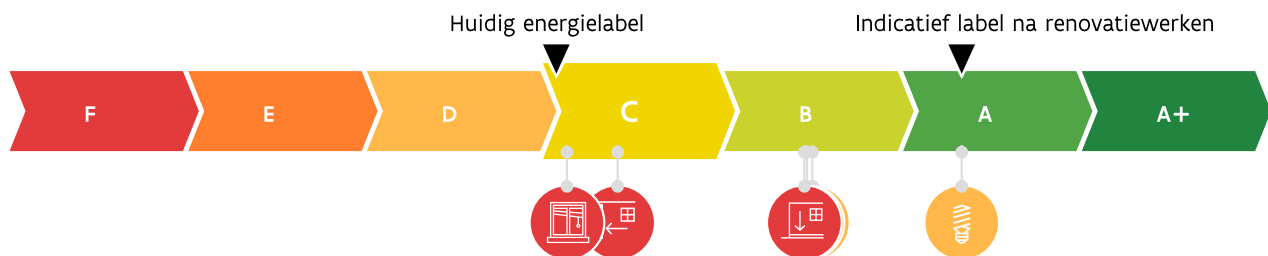 Huidig energielabel
Indicatief label na renovatiewerken
F
E
D
C
B
A
A+